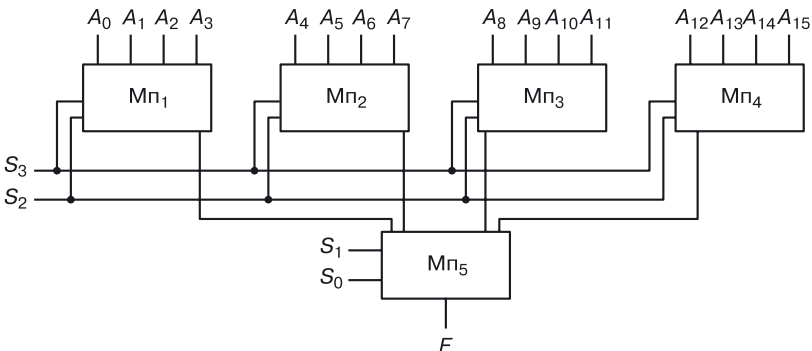 A₀ A₁ A₂ A₃ A₄ A₅ A₆ A₇ A₈ A₉ A₁₀ A₁₁ A₁₂ A₁₃ A₁₄ A₁₅
Мп₁ Мп₂ Мп₃ Мп₄
S₃
S₂
S₁
Мп₅
S₀
F